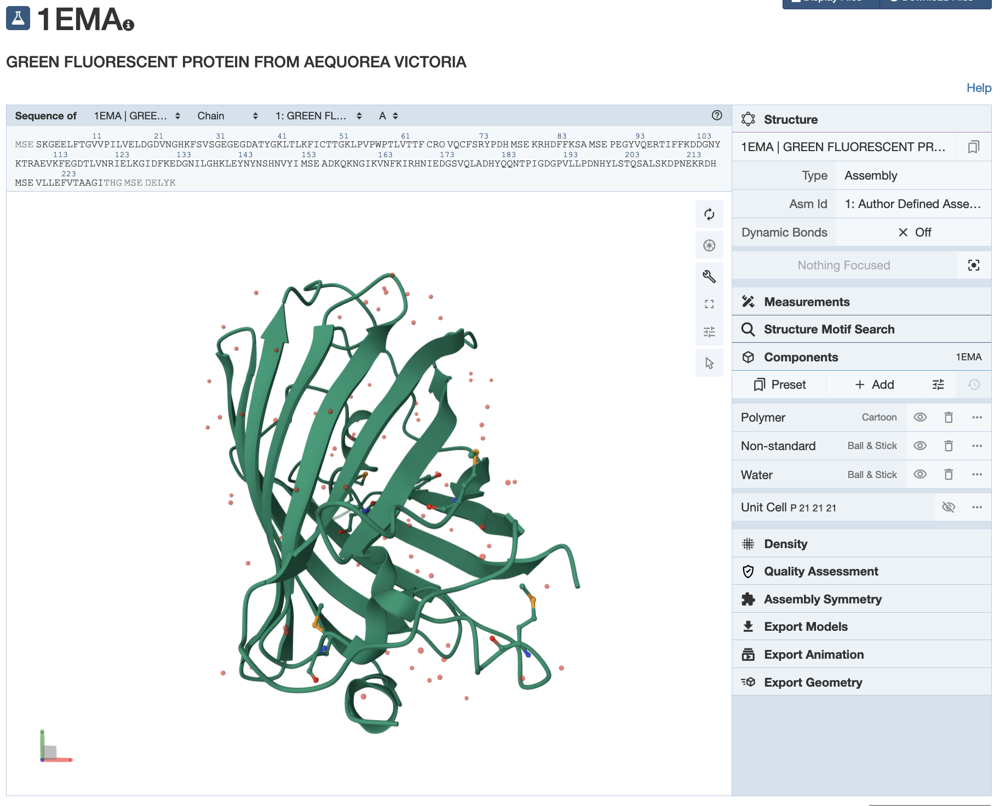 Display Files Download Files
1EMA
GREEN FLUORESCENT PROTEIN FROM AEQUOREA VICTORIA
Help
Sequence of 1EMA | GREE... Chain 1: GREEN FL... A
11 21 31 41 51 61 73 83 93 103
MSE SKGEELFTGVVPILVELDGDVNGHKFSVSGEGEGDATYGKLTLKFICTTGKLPVPWPTLVTTF CRO VQCFSRYPDH MSE KRHDFFKSA MSE PEGYVQERTIFFKDDGNY
113 123 133 143 153 163 173 183 193 203 213
KTRAEVKFEGDTLVNRIELKGIDFKEDGNILGHKLEYNYNSHNVYI MSE ADKQKNGIKVNFKIRHNIEDGSVQLADHYQQNTPIGDGPVLLPDNHYLSTQSALSKDPNEKRDH
223
MSE VLLEFVTAAGITHG MSE DELYK
Structure
1EMA | GREEN FLUORESCENT PR...
Type Assembly
Asm Id 1: Author Defined Asse...
Dynamic Bonds Off
Nothing Focused
Measurements
Structure Motif Search
Components 1EMA
Preset Add
Polymer Cartoon
Non-standard Ball & Stick
Water Ball & Stick
Unit Cell P 21 21 21
Density
Quality Assessment
Assembly Symmetry
Export Models
Export Animation
Export Geometry